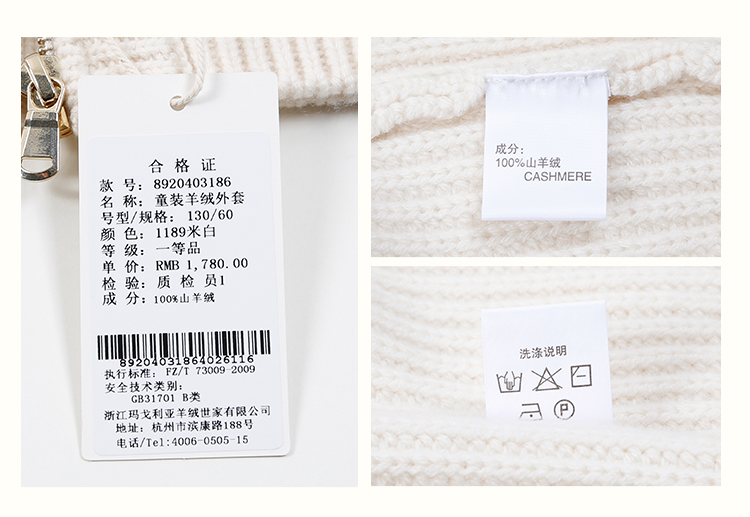 合格证
款号：8920403186
名称：童装羊绒外套
号型/规格：130/60
颜色：1189米白
等级：一等品
单价：RMB 1,780.00
检验：质检员1
成分：100%山羊绒
89204031864026116
执行标准：FZ/T 73009-2009
安全技术类别：
GB31701 B类
浙江玛戈利亚羊绒世家有限公司
地址：杭州市滨康路188号
电话/Tel:4006-0505-15
成分：
100%山羊绒
CASHMERE
洗涤说明
P